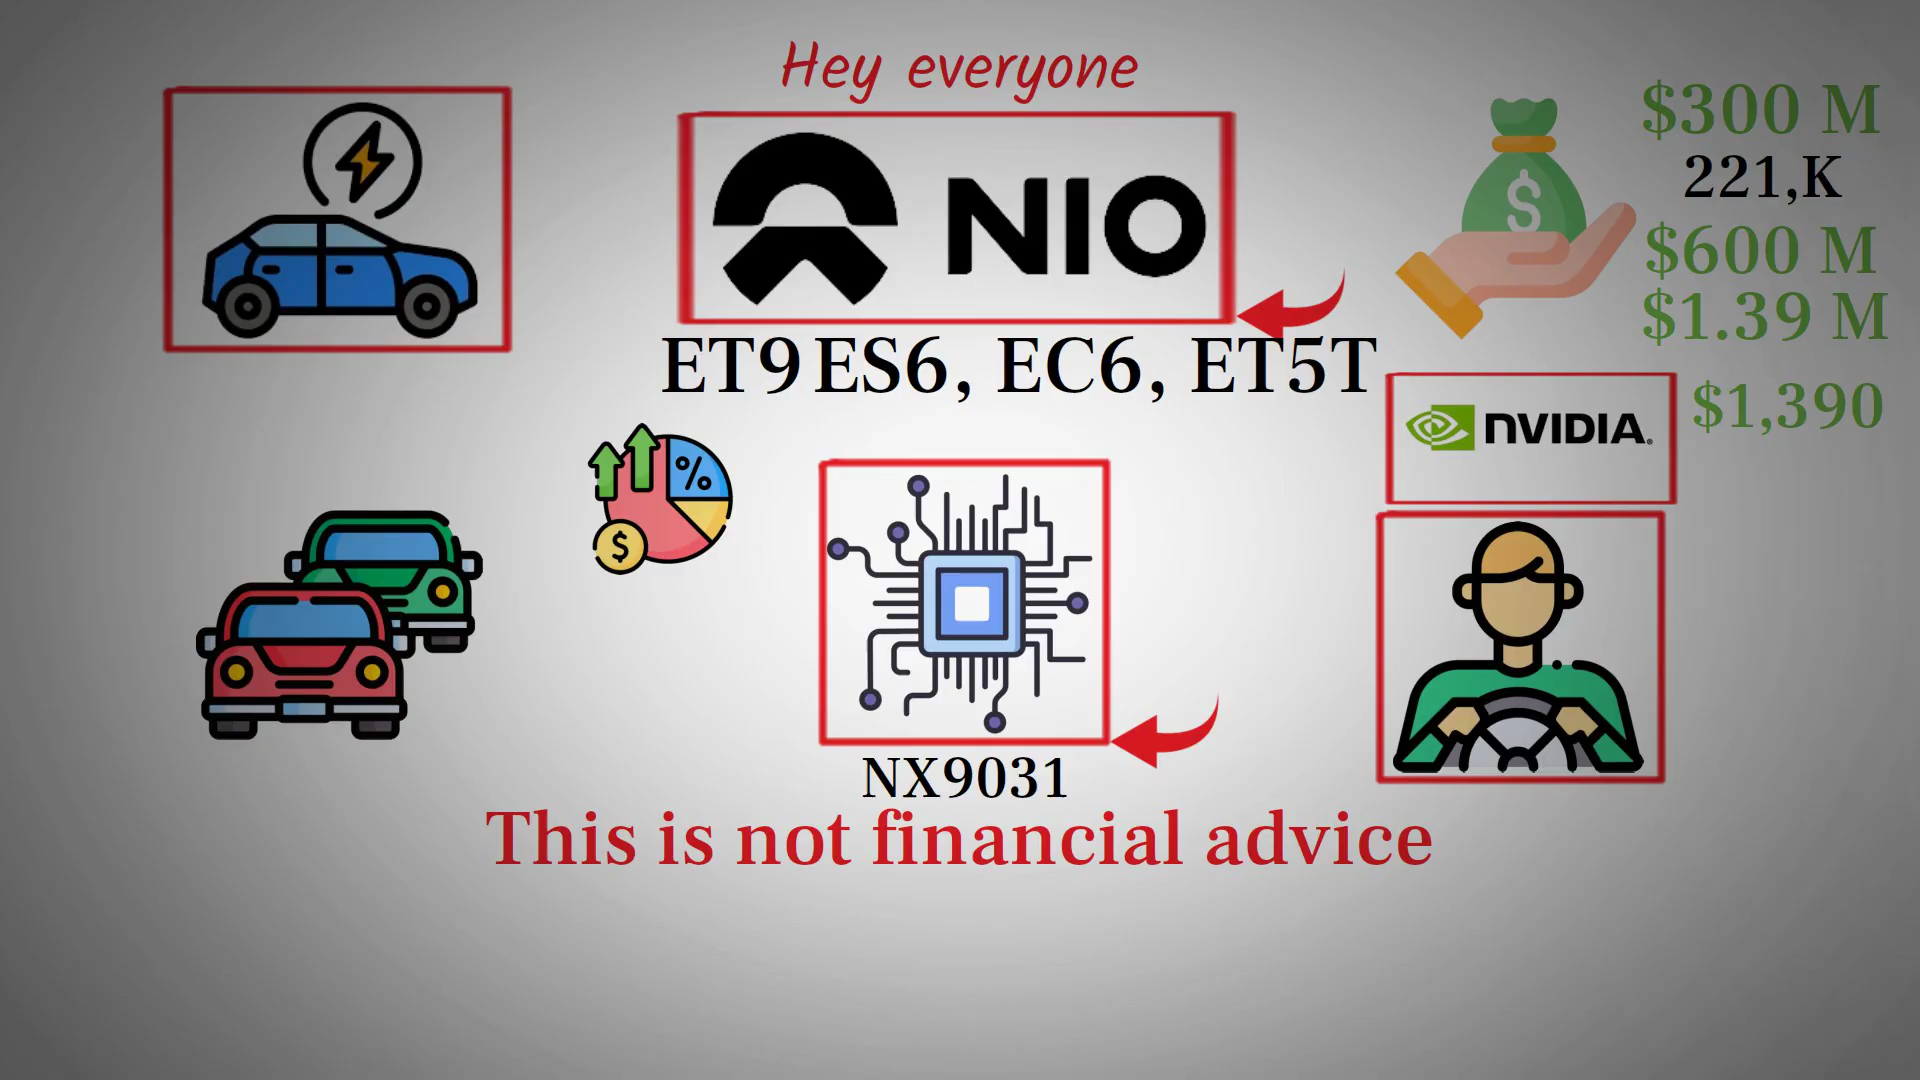 Hey everyone
NIO
ET9 ES6, EC6, ET5T
$300 M
221,K
$600 M
$1.39 M
$
nVIDIA.
$1,390
%
$
NX9031
This is not financial advice